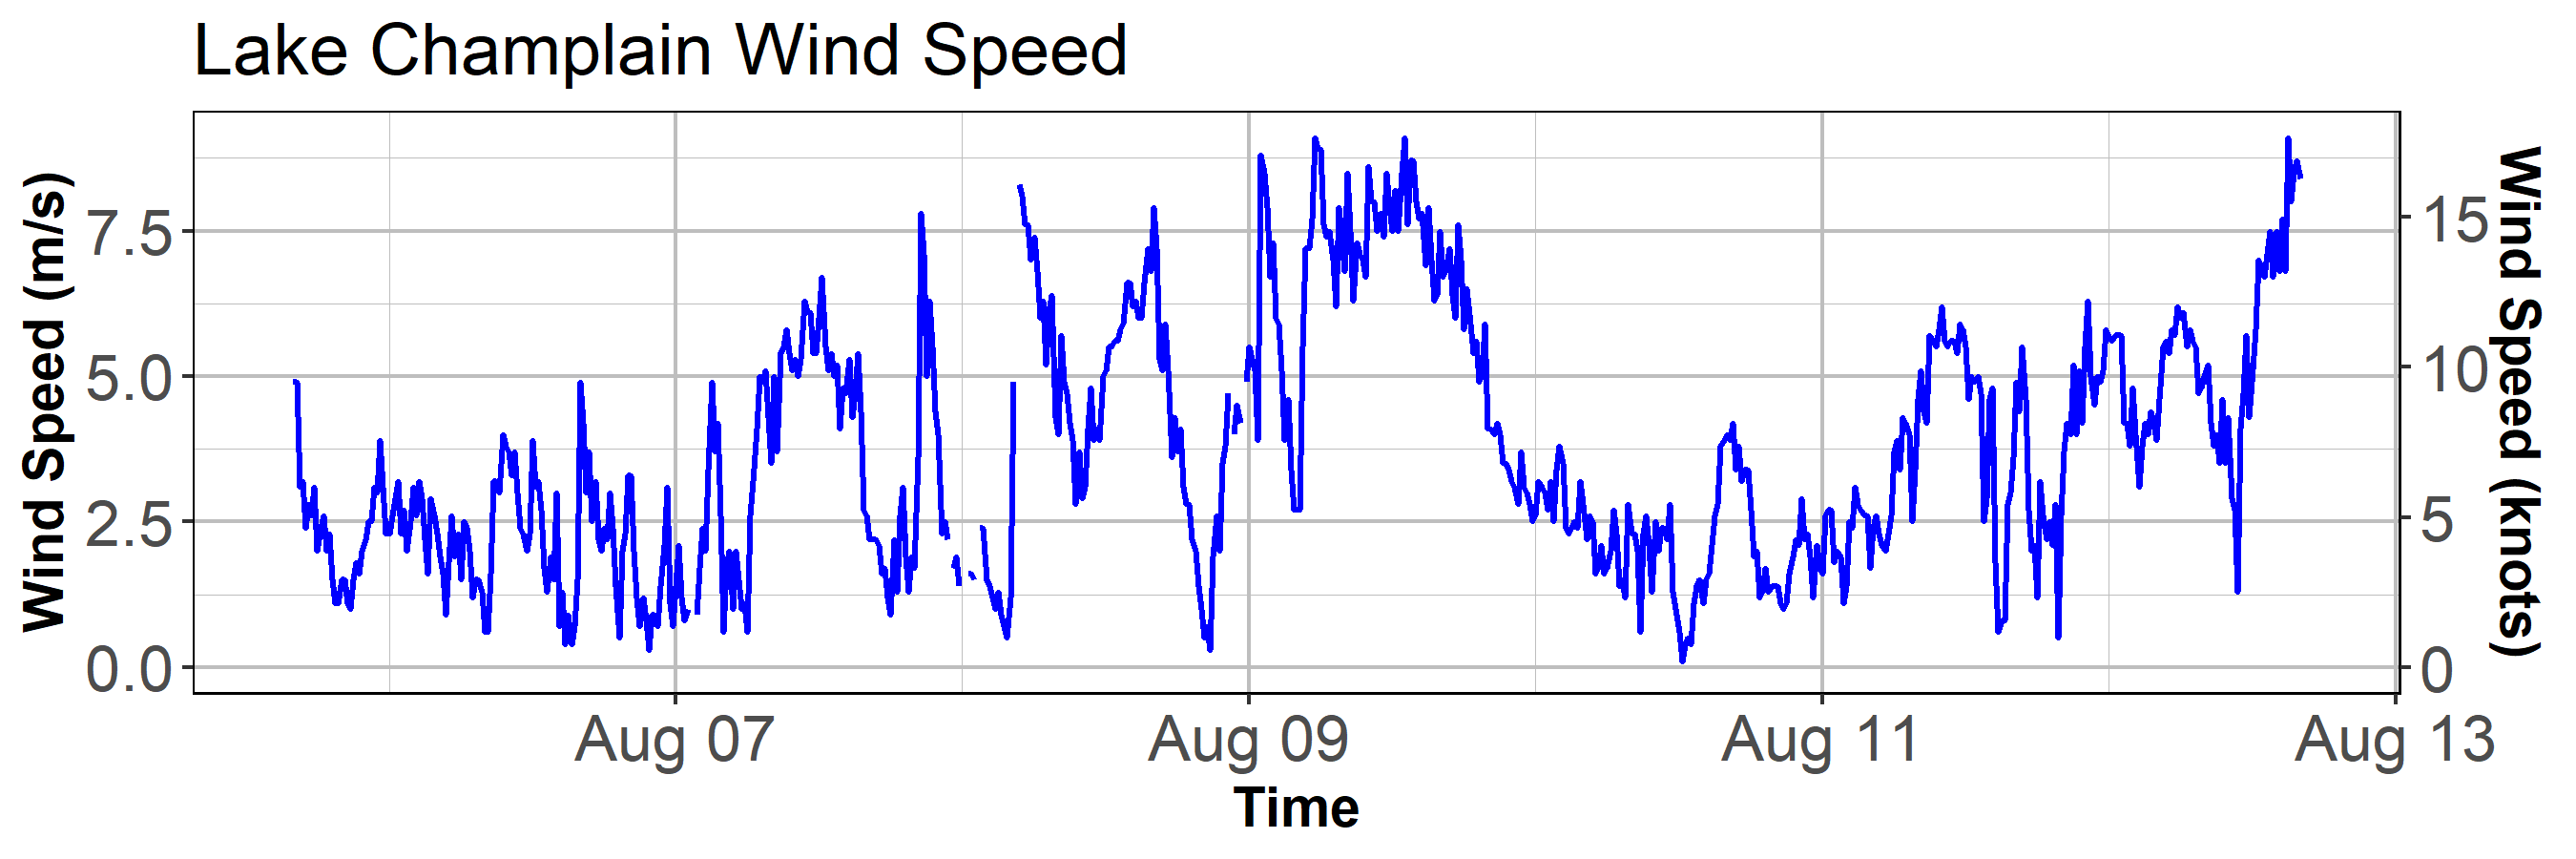 Lake Champlain Wind Speed
Wind Speed (m/s)
7.5
5.0
2.5
0.0
15
10
5
0
Wind Speed (knots)
Aug 07
Aug 09
Aug 11
Aug 13
Time